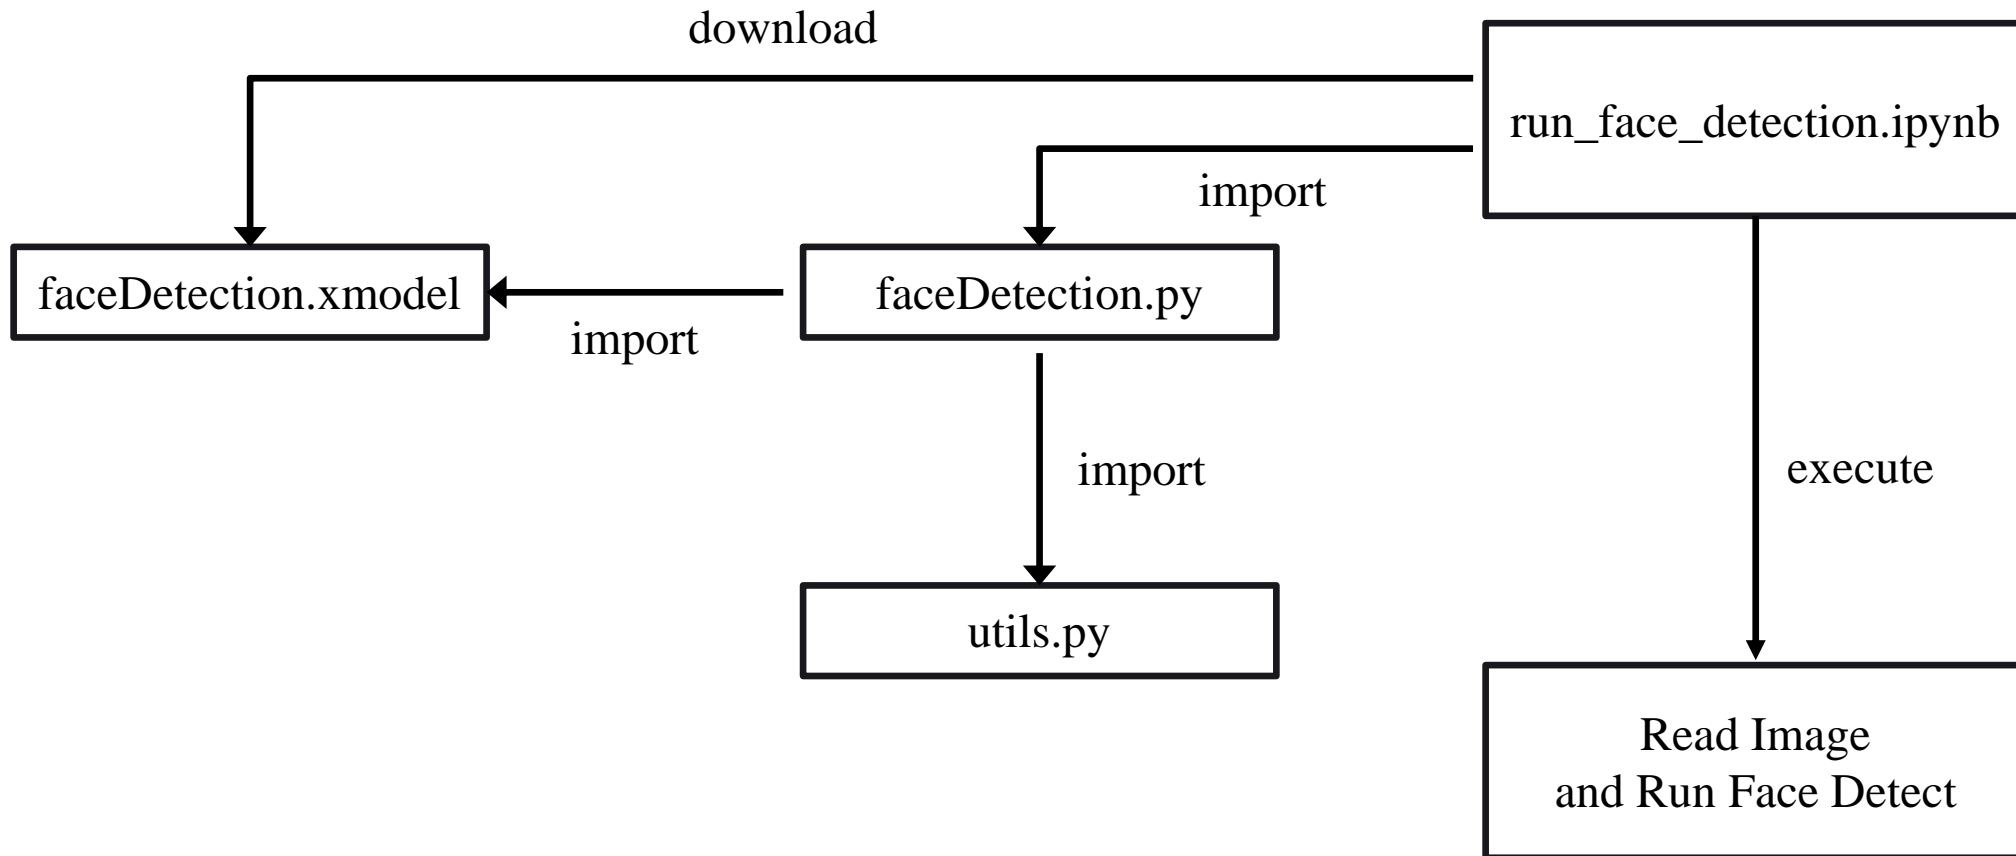 download
run_face_detection.ipynb
import
faceDetection.xmodel
faceDetection.py
import
import
execute
utils.py
Read Image
and Run Face Detect